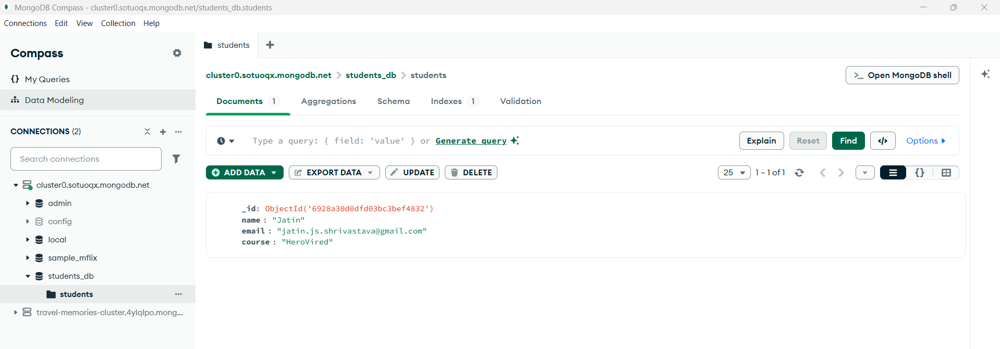 MongoDB Compass - cluster0.sotuoqx.mongodb.net/students_db.students
Connections Edit View Collection Help
Compass
My Queries
Data Modeling
CONNECTIONS (2)
Search connections
cluster0.sotuoqx.mongodb.net
admin
config
local
sample_mflix
students_db
students
travel-memories-cluster.4ylqlpo.mong...
students
cluster0.sotuoqx.mongodb.net > students_db > students
>_ Open MongoDB shell
Documents 1 Aggregations Schema Indexes 1 Validation
Type a query: { field: 'value' } or Generate query
Explain Reset Find </> Options
ADD DATA EXPORT DATA UPDATE DELETE
25 1 – 1 of 1 {}
_id: ObjectId('6928a30d0dfd03bc3bef4832')
name : "Jatin"
email : "jatin.js.shrivastava@gmail.com"
course : "HeroVired"